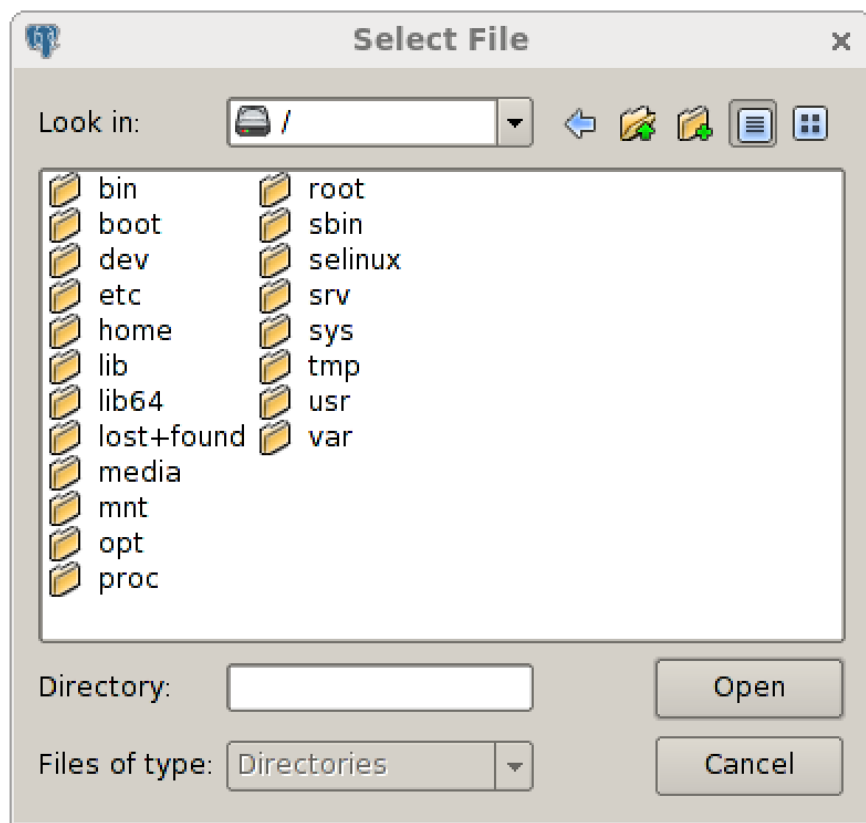 Select File
Look in: /
bin
boot
dev
etc
home
lib
lib64
lost+found
media
mnt
opt
proc
root
sbin
selinux
srv
sys
tmp
usr
var
Directory: Open
Files of type: Directories Cancel